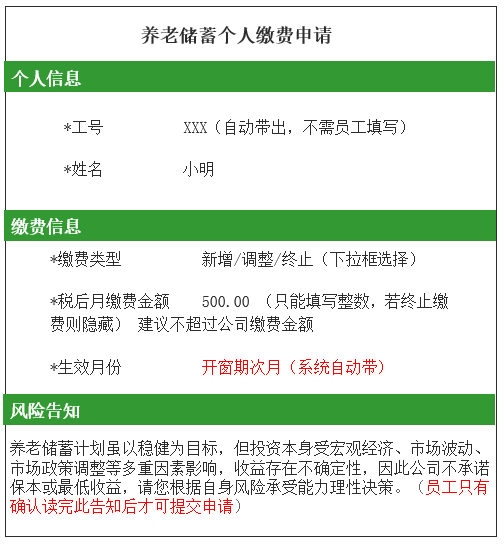 养老储蓄个人缴费申请
个人信息
*工号 XXX（自动带出，不需员工填写）
*姓名 小明
缴费信息
*缴费类型 新增/调整/终止（下拉框选择）
*税后月缴费金额 500.00 （只能填写整数，若终止缴
费则隐藏） 建议不超过公司缴费金额
*生效月份 开窗期次月（系统自动带）
风险告知
养老储蓄计划虽以稳健为目标，但投资本身受宏观经济、市场波动、
市场政策调整等多重因素影响，收益存在不确定性，因此公司不承诺
保本或最低收益，请您根据自身风险承受能力理性决策。（员工只有
确认读完此告知后才可提交申请）